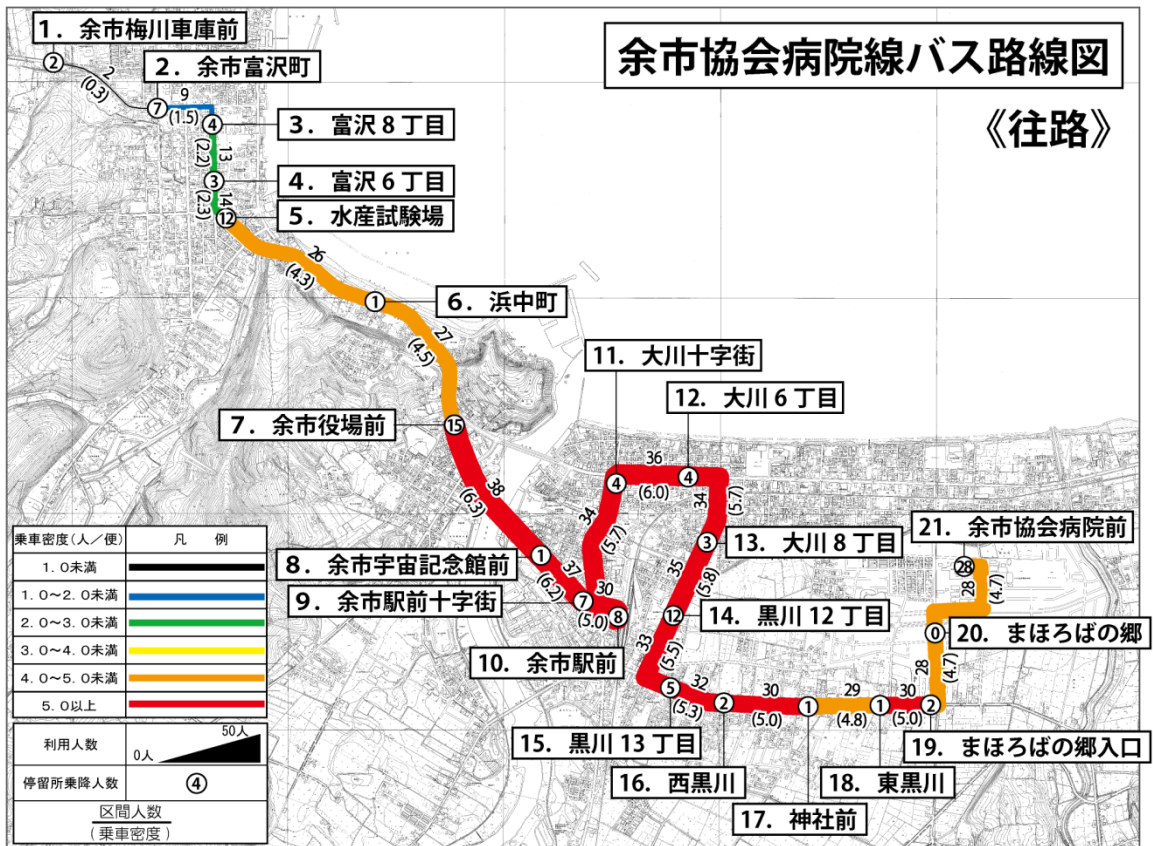 余市協会病院線バス路線図
《往路》
1．余市梅川車庫前
②
2
(0.3)
2．余市富沢町
⑦
9
(1.5)
④
3．富沢8丁目
13
(2.2)
③
4．富沢6丁目
14
(2.3)
⑫
5．水産試験場
26
(4.3)
①
6．浜中町
27
(4.5)
7．余市役場前
⑮
38
(6.3)
8．余市宇宙記念館前
①
37
(6.2)
9．余市駅前十字街
⑦
30
(5.0)
⑧
10．余市駅前
34
(5.7)
11．大川十字街
④
36
(6.0)
12．大川6丁目
④
34
(5.7)
③
13．大川8丁目
35
(5.8)
⑫
14．黒川12丁目
33
(5.5)
⑤
15．黒川13丁目
32
(5.3)
②
16．西黒川
30
(5.0)
①
17．神社前
29
(4.8)
①
18．東黒川
30
(5.0)
②
19．まほろばの郷入口
28
(4.7)
⓪
20．まほろばの郷
28
(4.7)
㉘
21．余市協会病院前
乗車密度(人／便) 凡 例
1.0未満
1.0～2.0未満
2.0～3.0未満
3.0～4.0未満
4.0～5.0未満
5.0以上
利用人数 0人 50人
停留所乗降人数 ④
区間人数
(乗車密度)